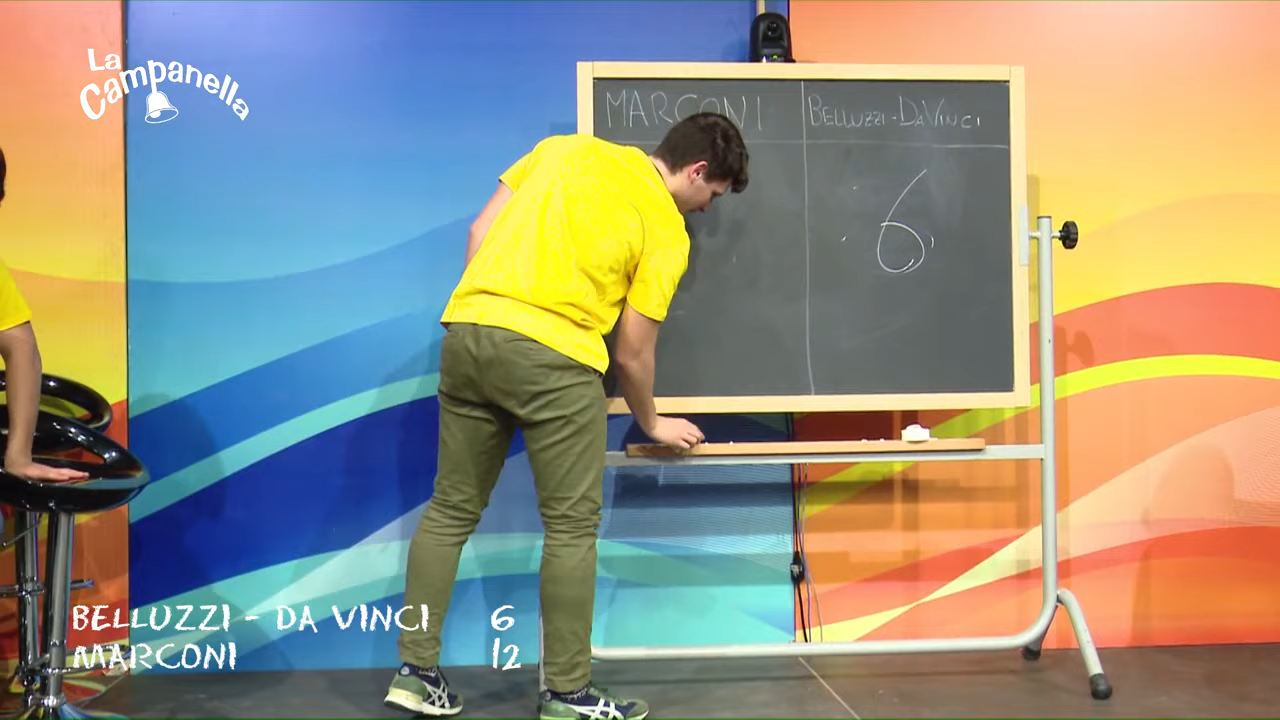 La
Campanella
MARCONI
BELLUZZI - DA VINCI
6
BELLUZZI - DA VINCI 6
MARCONI 12